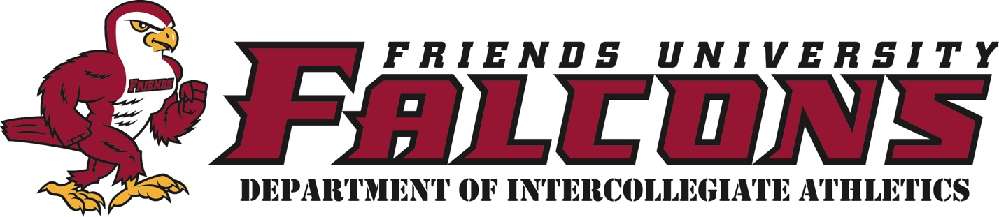 FRIENDS
FRIENDS UNIVERSITY
FALCONS
DEPARTMENT OF INTERCOLLEGIATE ATHLETICS